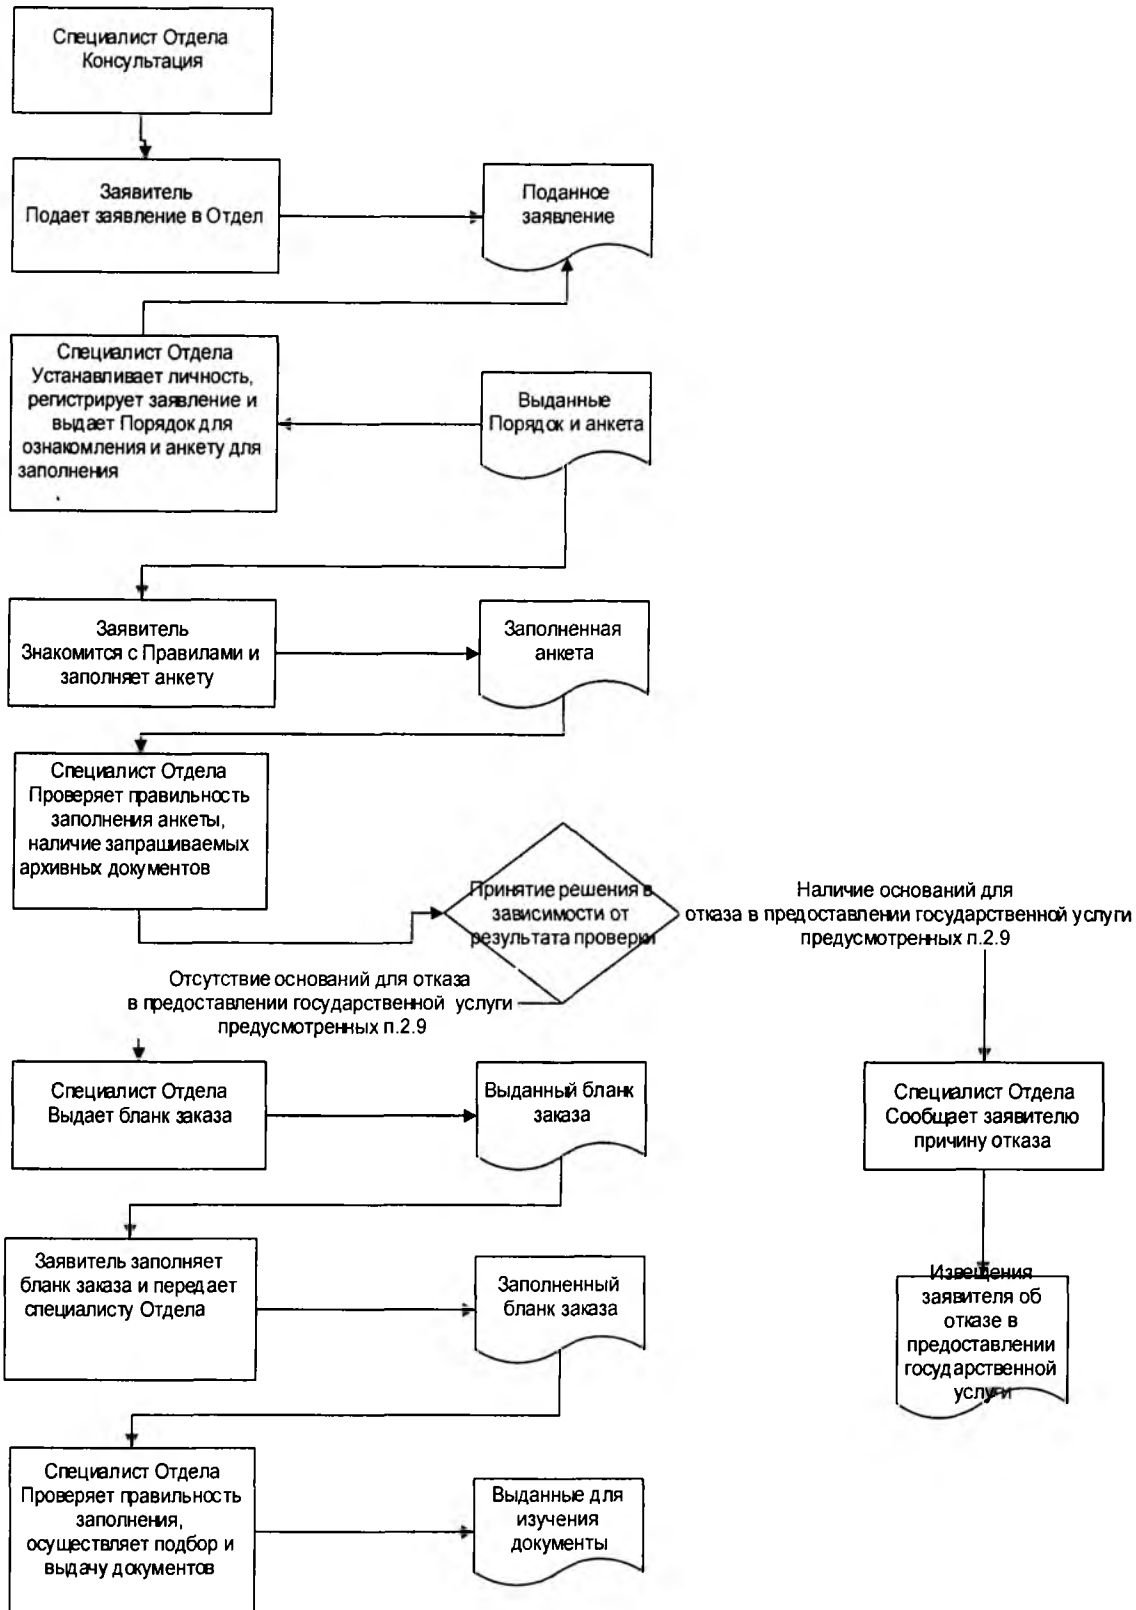 Специалист Отдела
Консультация
Заявитель
Подает заявление в Отдел
Поданное
заявление
Специалист Отдела
Устанавливает личность,
регистрирует заявление и
выдает Порядок для
ознакомления и анкету для
заполнения
Выданные
Порядок и анкета
Заявитель
Знакомится с Правилами и
заполняет анкету
Заполненная
анкета
Специалист Отдела
Проверяет правильность
заполнения анкеты,
наличие запрашиваемых
архивных документов
Принятие решения в
зависимости от
результата проверки
Наличие оснований для
отказа в предоставлении государственной услуги
предусмотренных п.2.9
Отсутствие оснований для отказа
в предоставлении государственной услуги
предусмотренных п.2.9
Специалист Отдела
Выдает бланк заказа
Выданный бланк
заказа
Специалист Отдела
Сообщает заявителю
причину отказа
Заявитель заполняет
бланк заказа и передает
специалисту Отдела
Заполненный
бланк заказа
Извещения
заявителя об
отказе в
предоставлении
государственной
услуги
Специалист Отдела
Проверяет правильность
заполнения,
осуществляет подбор и
выдачу документов
Выданные для
изучения
документы